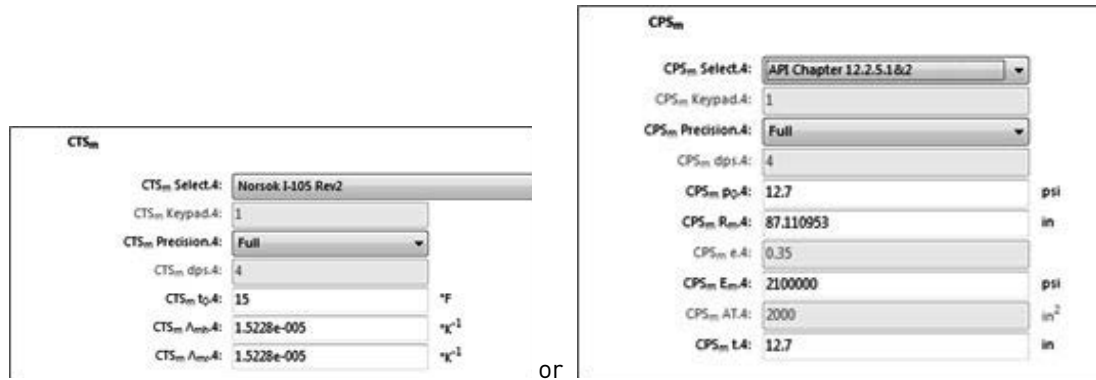 CTSm
CTSm Select.4: Norsok I-105 Rev2
CTSm Keypad.4: 1
CTSm Precision.4: Full
CTSm dps.4: 4
CTSm t0.4: 15 °F
CTSm Λmb.4: 1.5228e-005 °K-1
CTSm Λmv.4: 1.5228e-005 °K-1
or
CPSm
CPSm Select.4: API Chapter 12.2.5.1&2
CPSm Keypad.4: 1
CPSm Precision.4: Full
CPSm dps.4: 4
CPSm p0.4: 12.7 psi
CPSm Rm.4: 87.110953 in
CPSm e.4: 0.35
CPSm Em.4: 2100000 psi
CPSm AT.4: 2000 in2
CPSm t.4: 12.7 in